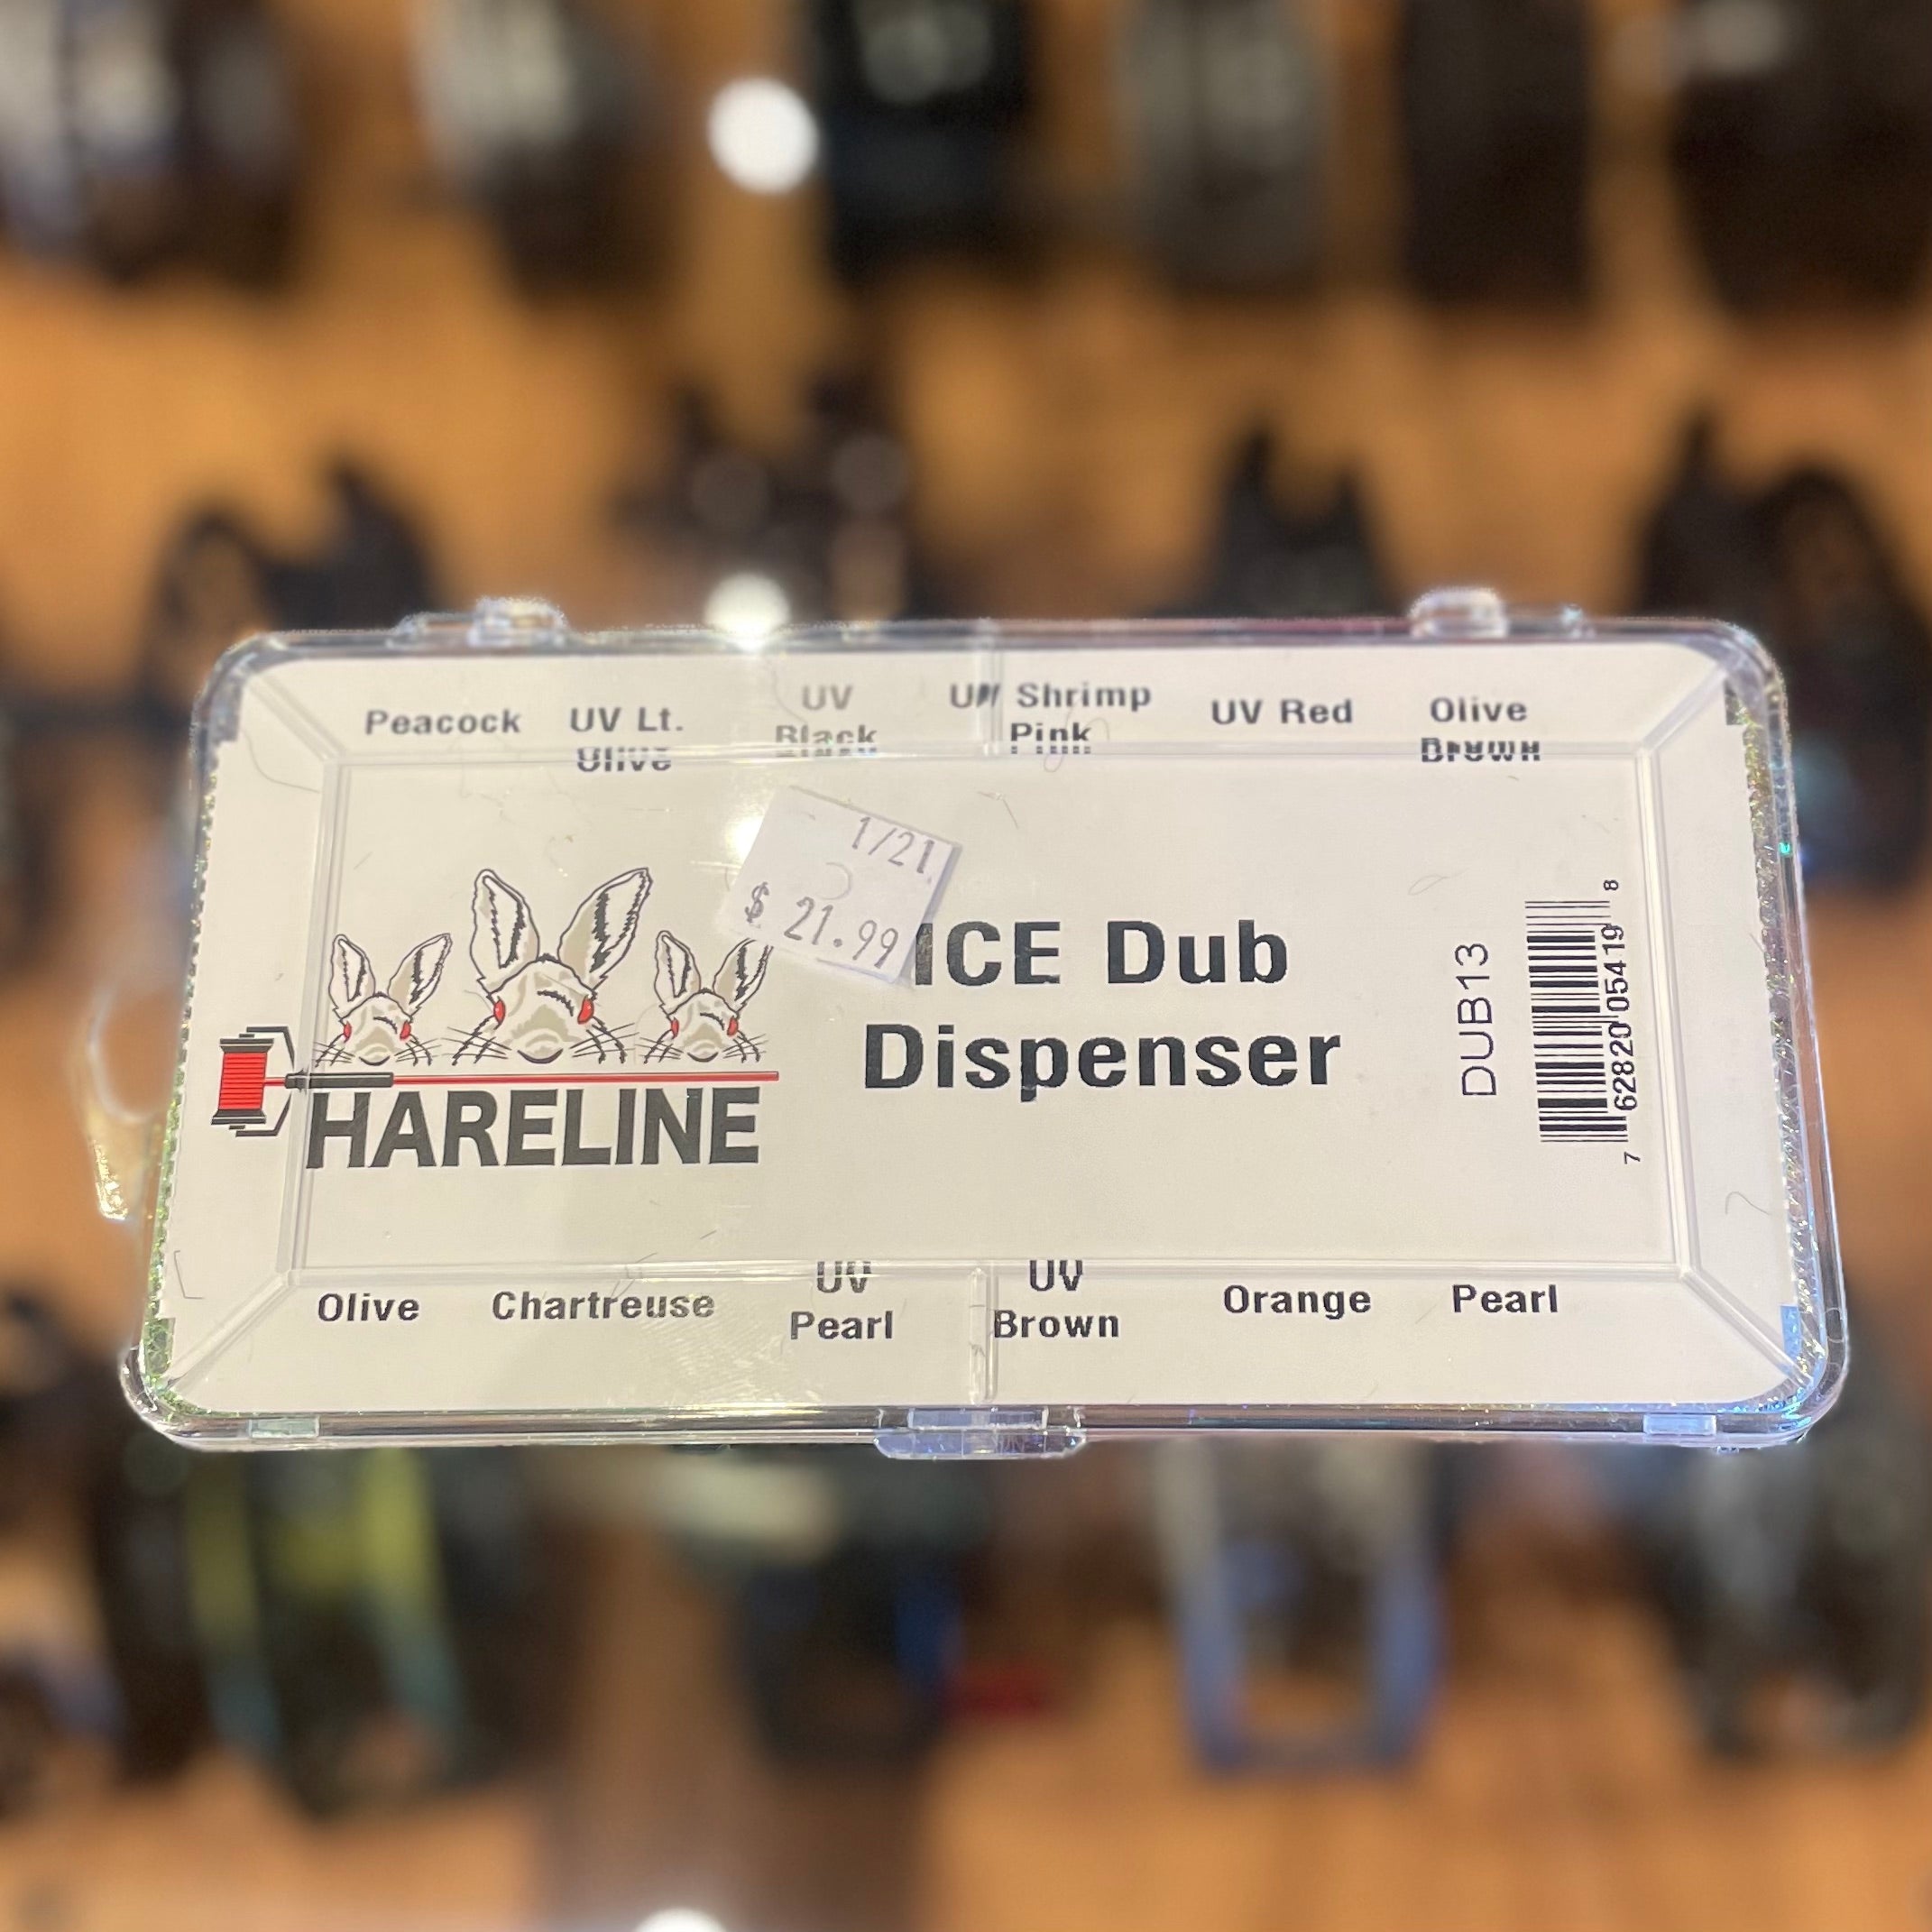 Peacock
UV Lt.
Olive
UV
Black
UV Shrimp
Pink
UV Red
Olive
Brown
1/21
$ 21.99
HARELINE
ICE Dub
Dispenser
DUB13
7 62820 05419 8
Olive
Chartreuse
UV
Pearl
UV
Brown
Orange
Pearl